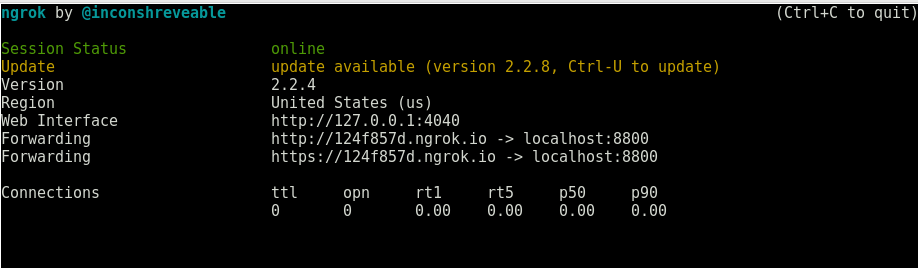 ngrok by @inconshreveable (Ctrl+C to quit)
Session Status online
Update update available (version 2.2.8, Ctrl-U to update)
Version 2.2.4
Region United States (us)
Web Interface http://127.0.0.1:4040
Forwarding http://124f857d.ngrok.io -> localhost:8800
Forwarding https://124f857d.ngrok.io -> localhost:8800
Connections ttl opn rt1 rt5 p50 p90
0 0 0.00 0.00 0.00 0.00